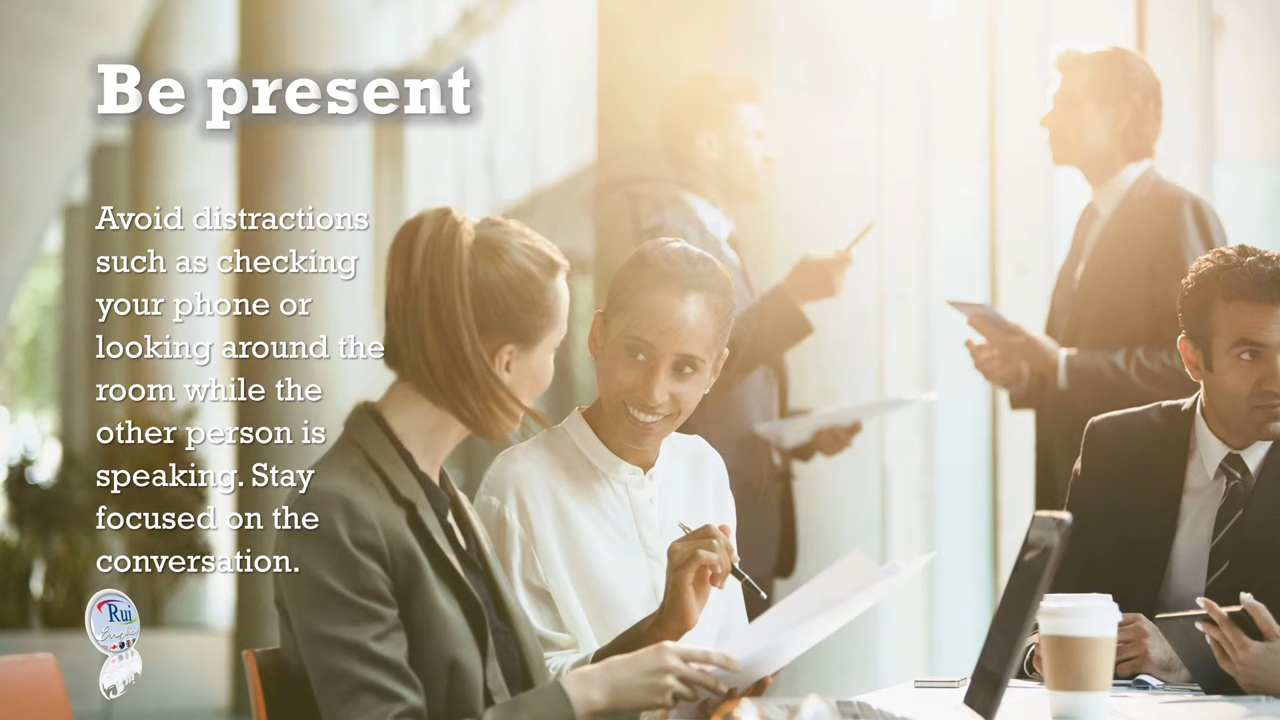 Be present
Avoid distractions
such as checking
your phone or
looking around the
room while the
other person is
speaking. Stay
focused on the
conversation.
Rui
English